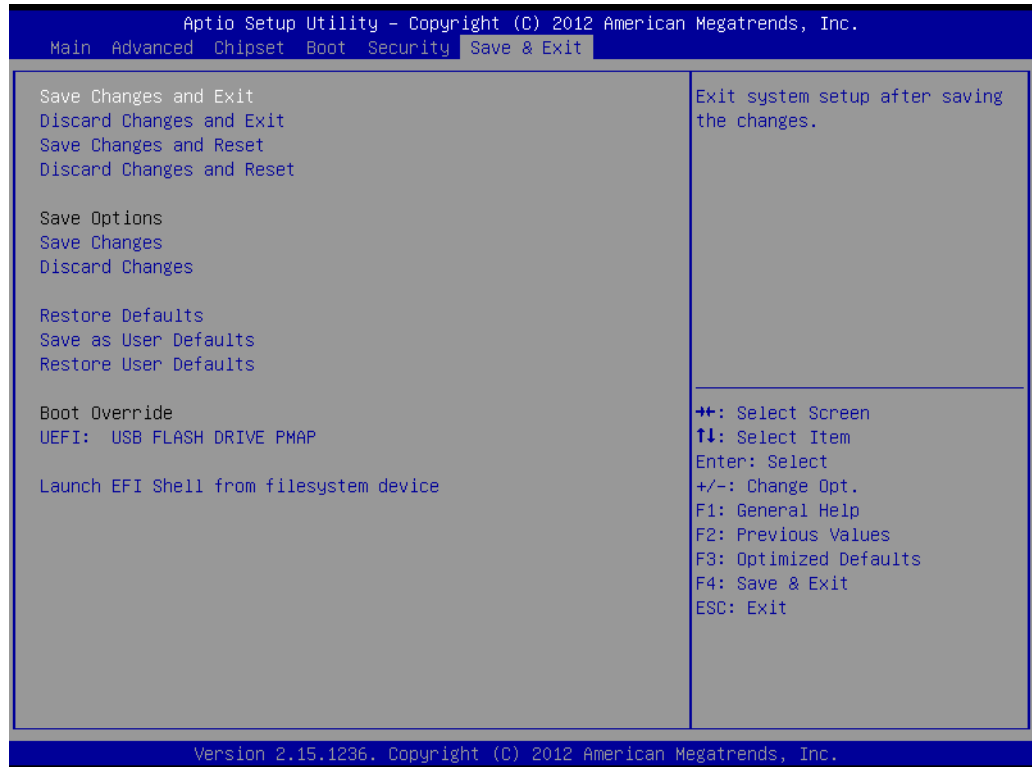 Aptio Setup Utility – Copyright (C) 2012 American Megatrends, Inc.
Main Advanced Chipset Boot Security Save & Exit
Save Changes and Exit
Discard Changes and Exit
Save Changes and Reset
Discard Changes and Reset
Save Options
Save Changes
Discard Changes
Restore Defaults
Save as User Defaults
Restore User Defaults
Boot Override
UEFI: USB FLASH DRIVE PMAP
Launch EFI Shell from filesystem device
Exit system setup after saving
the changes.
→←: Select Screen
↑↓: Select Item
Enter: Select
+/-: Change Opt.
F1: General Help
F2: Previous Values
F3: Optimized Defaults
F4: Save & Exit
ESC: Exit
Version 2.15.1236. Copyright (C) 2012 American Megatrends, Inc.